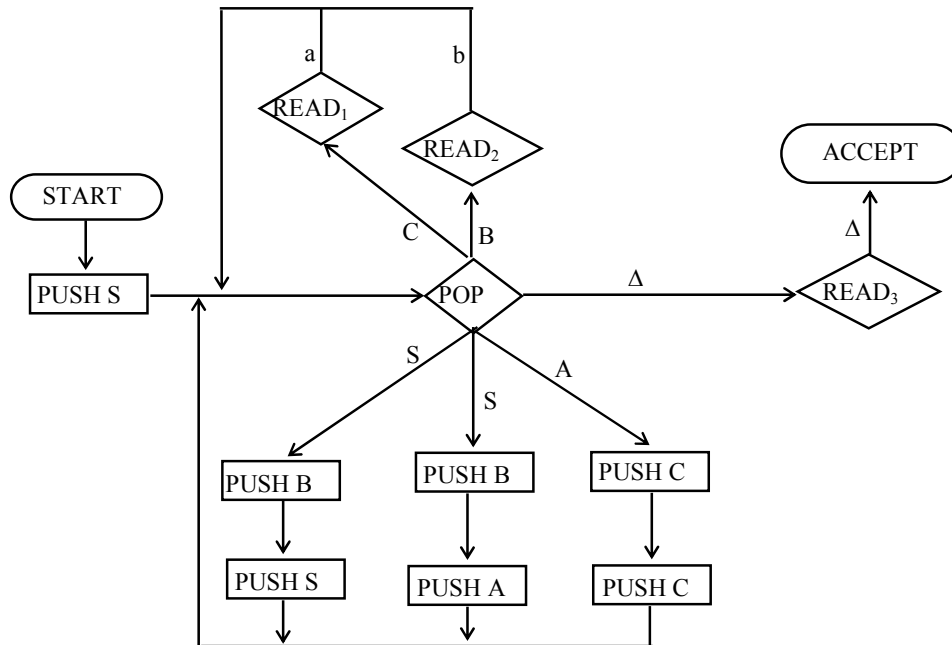 a
b
READ₁
READ₂
ACCEPT
START
C
B
Δ
Δ
PUSH S
POP
READ₃
S
A
S
PUSH B
PUSH B
PUSH C
PUSH S
PUSH A
PUSH C